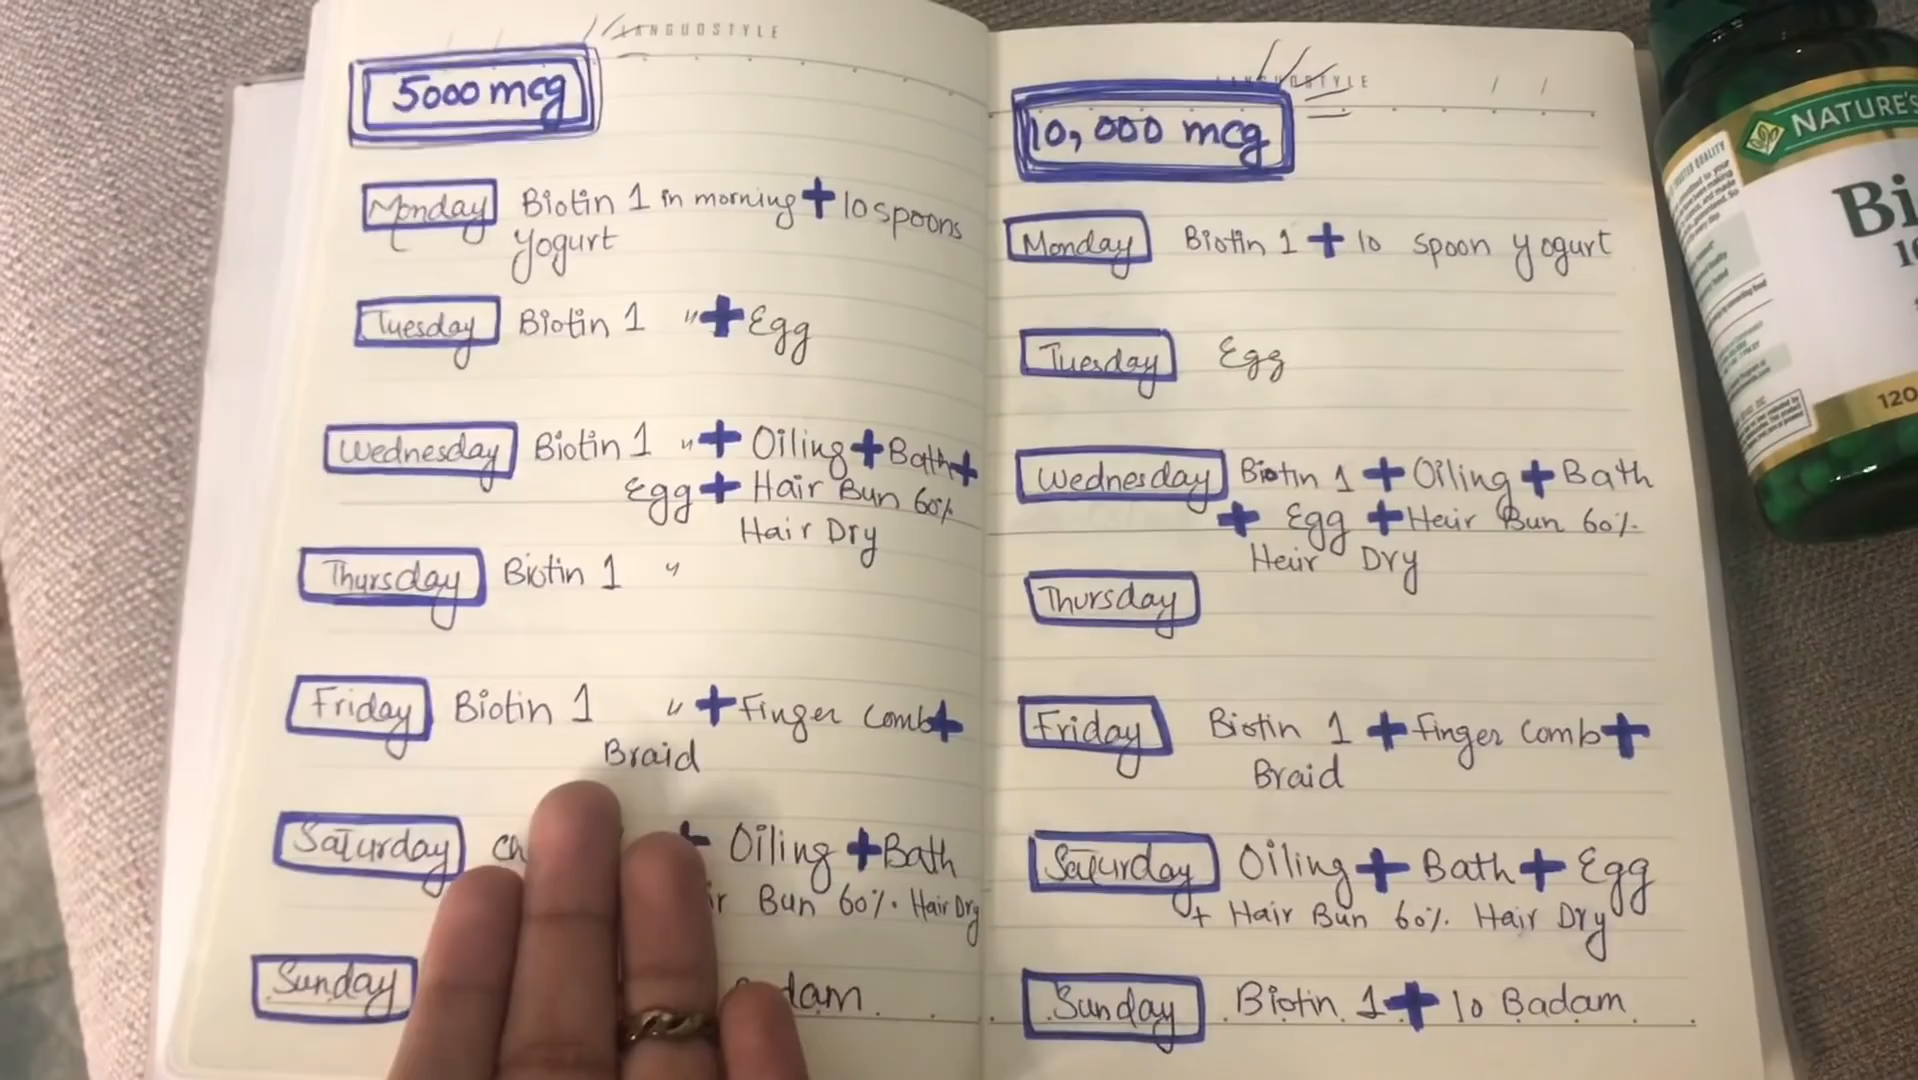 LANGUOSTYLE
5000 mcg
Monday Biotin 1 in morning + 10 spoons
Yogurt
Tuesday Biotin 1 " + Egg
Wednesday Biotin 1 " + Oiling + Bath +
Egg + Hair Bun 60%
Hair Dry
Thursday Biotin 1 "
Friday Biotin 1 " + Finger Comb +
Braid
Saturday Oiling + Bath
Bun 60%. Hair Dry
Sunday
LANGUOSTYLE
10,000 mcg
Monday Biotin 1 + 10 spoon yogurt
Tuesday Egg
Wednesday Biotin 1 + Oiling + Bath
+ Egg + Heir Bun 60%.
Heir Dry
Thursday
Friday Biotin 1 + Finger Comb +
Braid
Saturday Oiling + Bath + Egg
+ Hair Bun 60%. Hair Dry
Sunday Biotin 1 + 10 Badam
NATURE'S
Bi
120